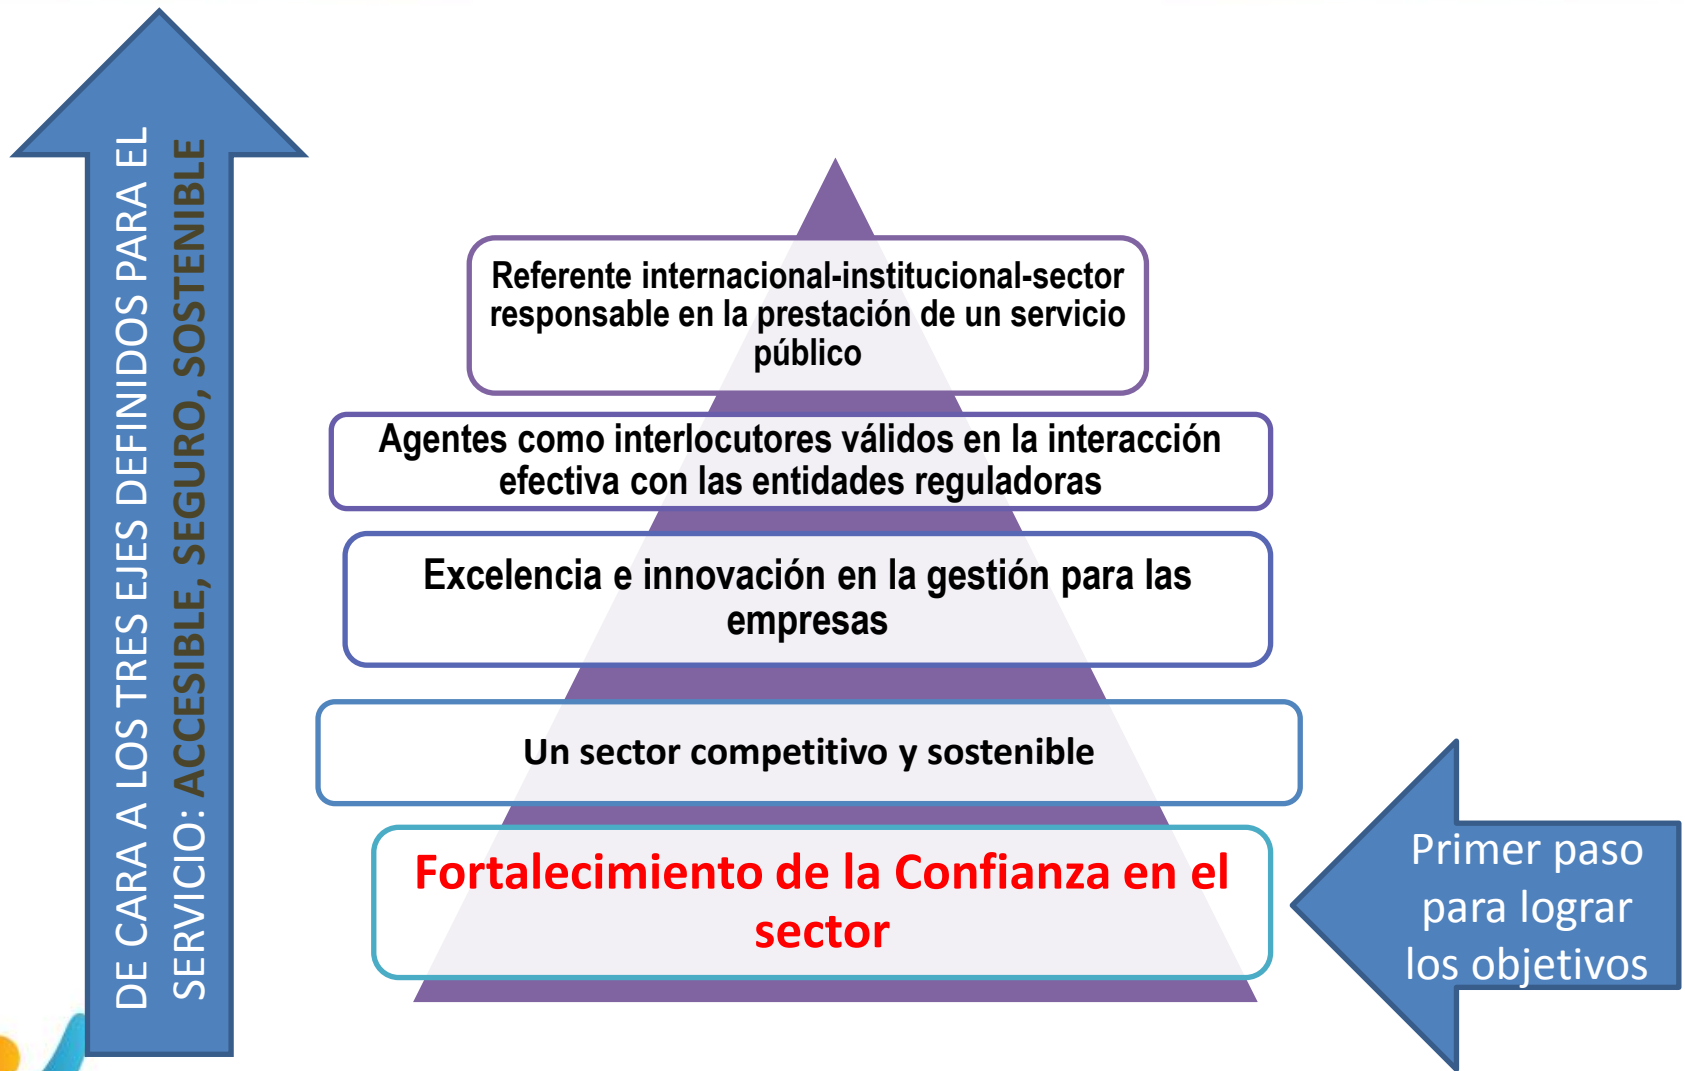 DE CARA A LOS TRES EJES DEFINIDOS PARA EL
SERVICIO: ACCESIBLE, SEGURO, SOSTENIBLE
Referente internacional-institucional-sector
responsable en la prestación de un servicio
público
Agentes como interlocutores válidos en la interacción
efectiva con las entidades reguladoras
Excelencia e innovación en la gestión para las
empresas
Un sector competitivo y sostenible
Fortalecimiento de la Confianza en el
sector
Primer paso
para lograr
los objetivos